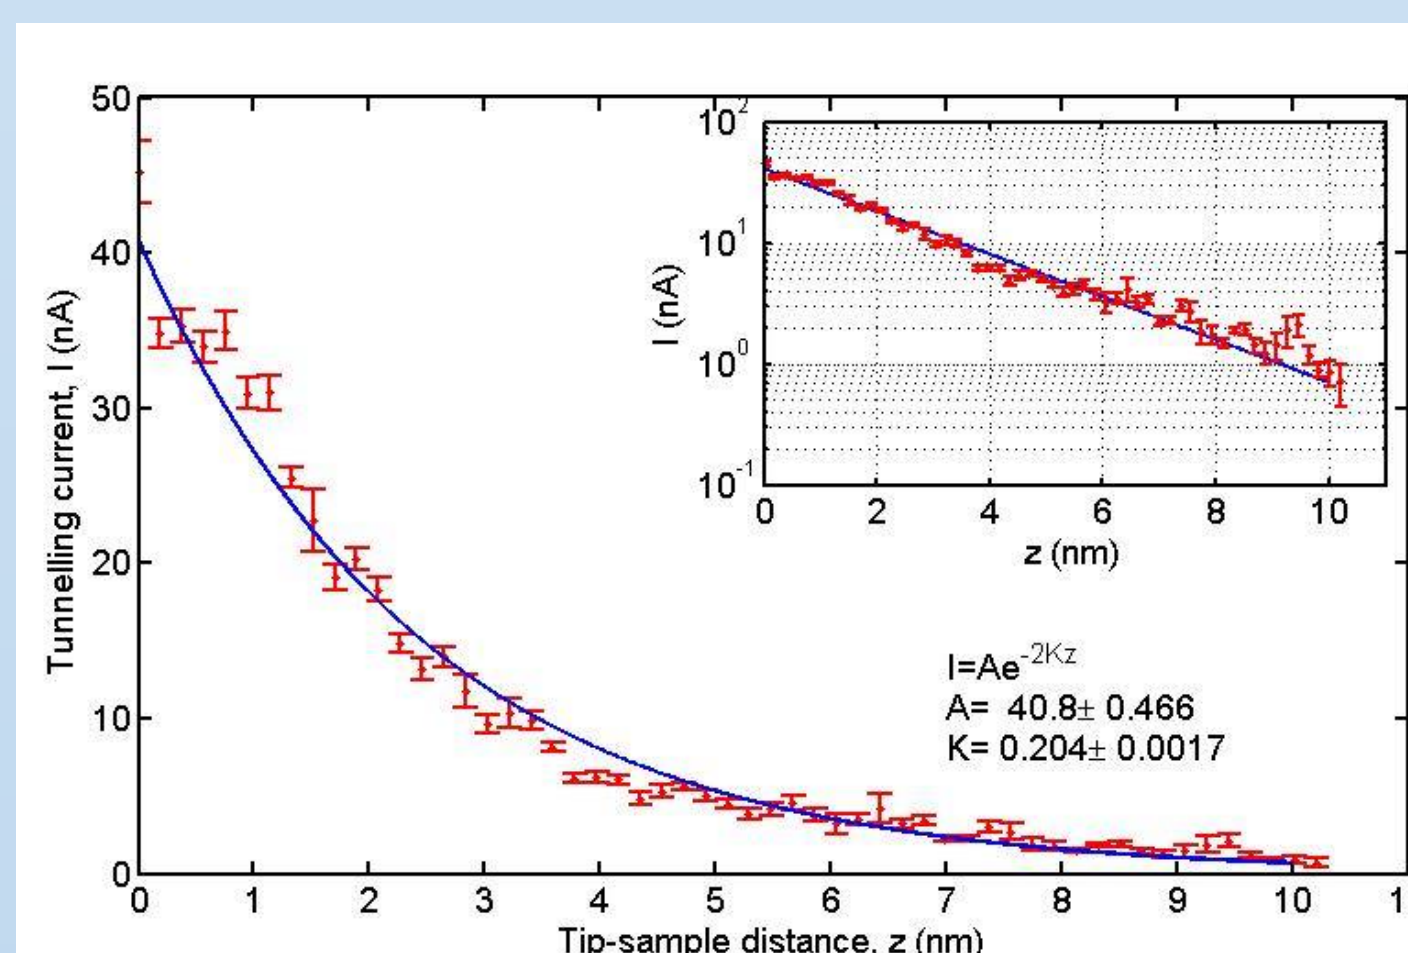 50
40
30
20
10
0
0 1 2 3 4 5 6 7 8 9 10 1
Tunnelling current, I (nA)
Tip-sample distance, z (nm)
10^2
10^1
10^0
10^-1
I (nA)
0 2 4 6 8 10
z (nm)
I=Ae^-2Kz
A= 40.8± 0.466
K= 0.204± 0.0017